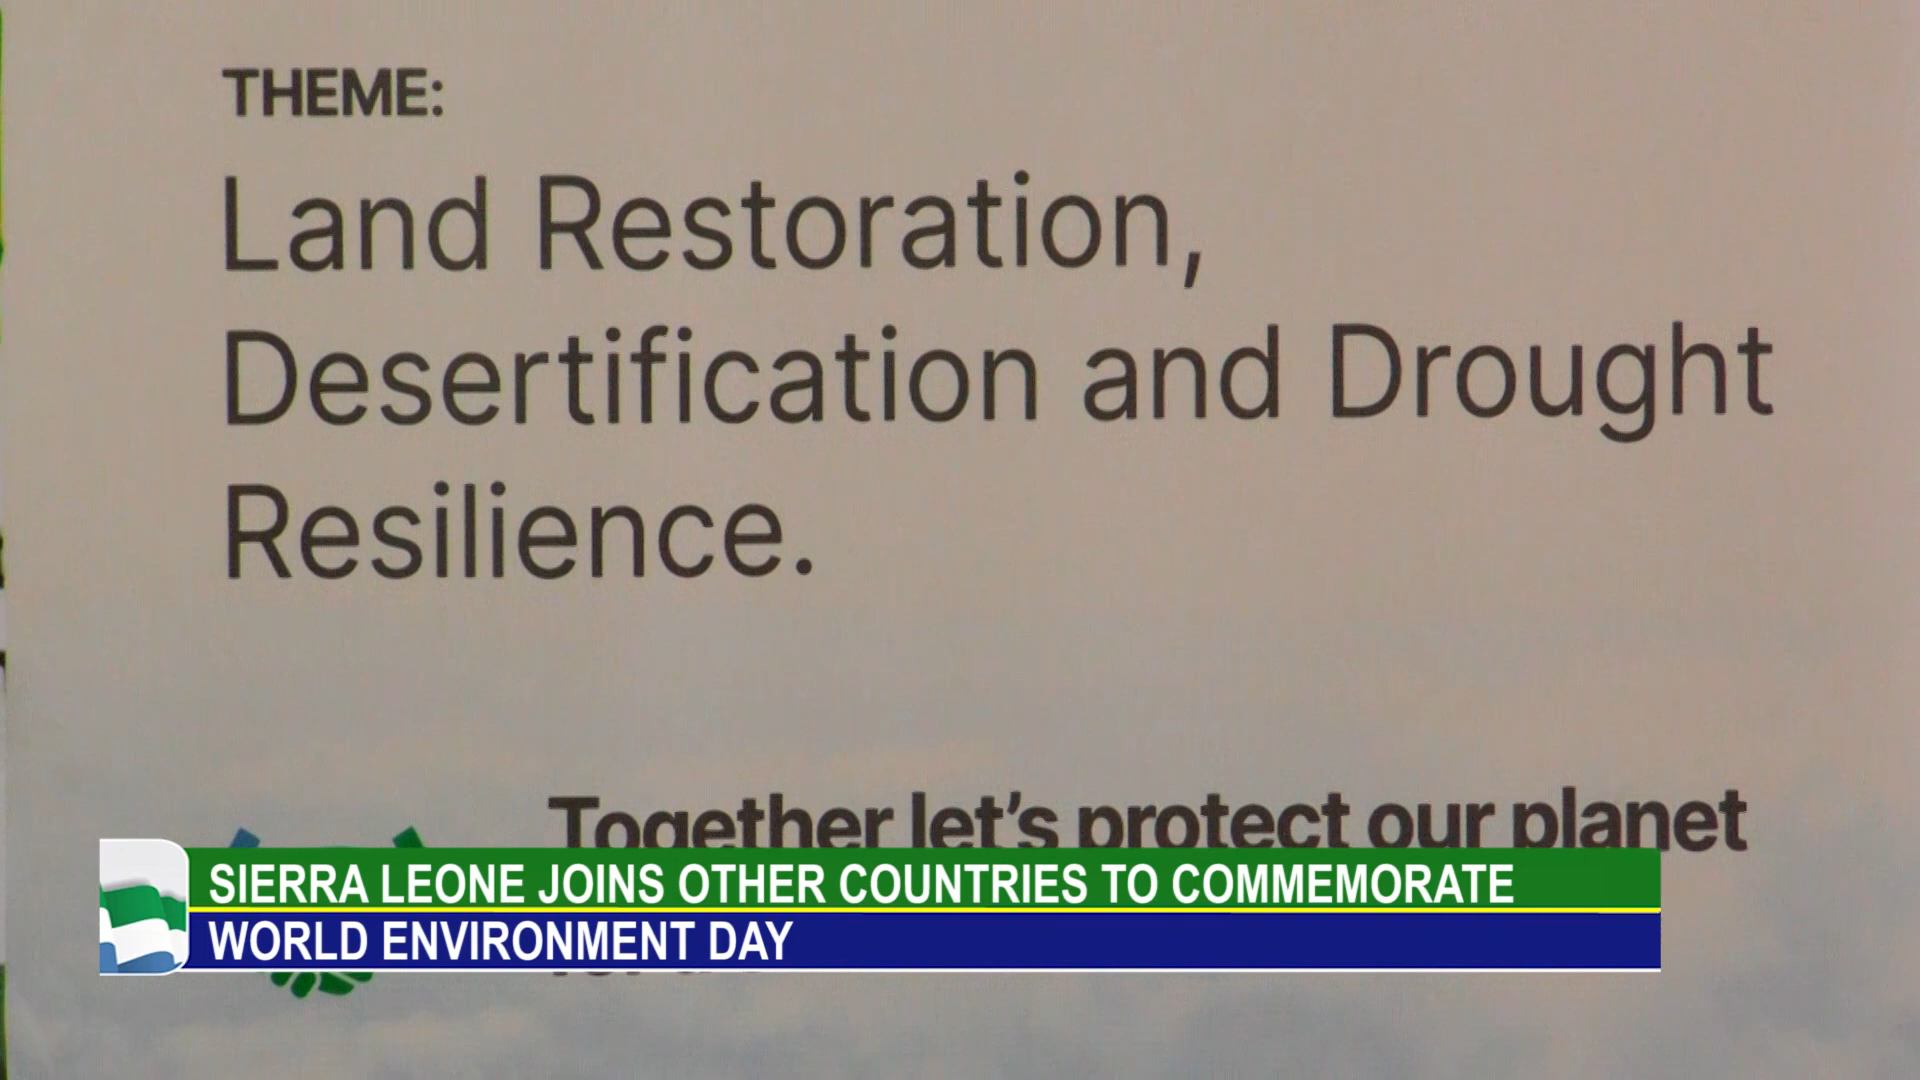 THEME:
Land Restoration,
Desertification and Drought
Resilience.
Together let's protect our planet
SIERRA LEONE JOINS OTHER COUNTRIES TO COMMEMORATE
WORLD ENVIRONMENT DAY